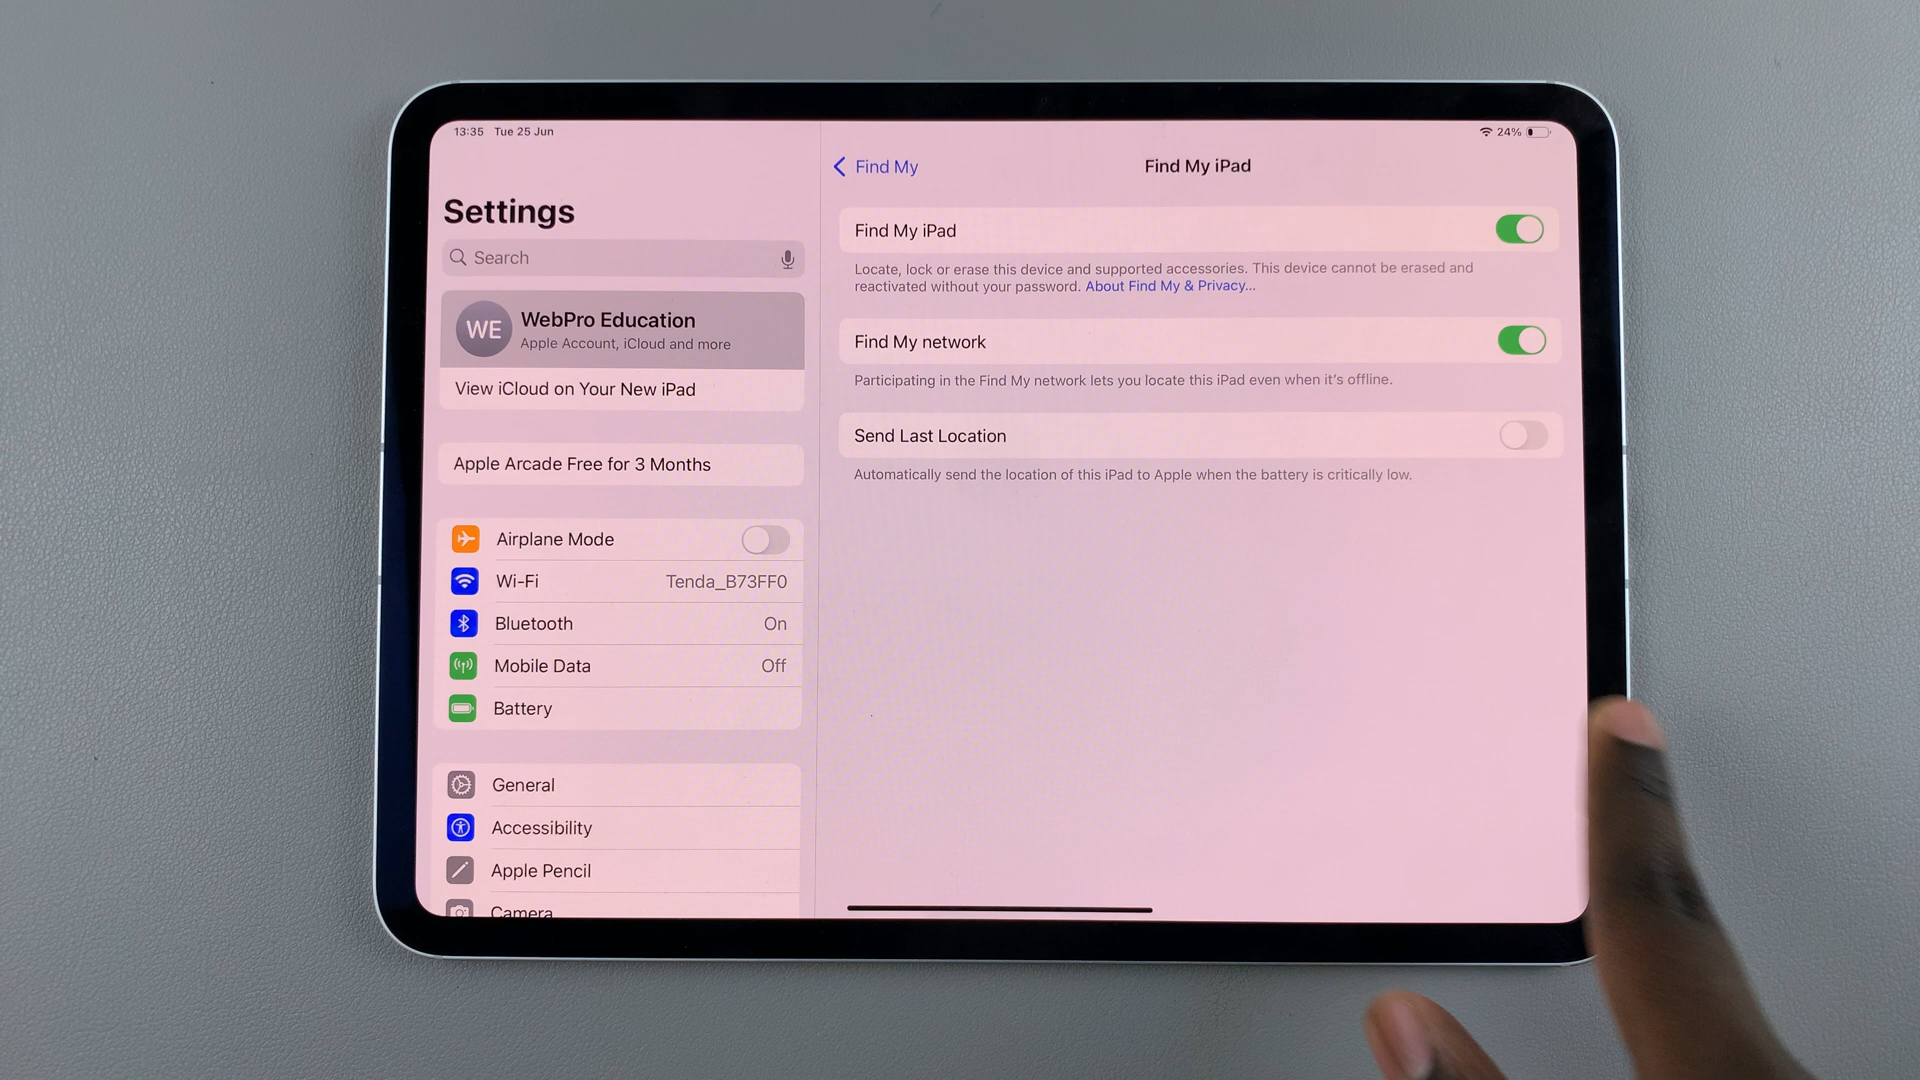 13:35 Tue 25 Jun
24%
Settings
Search
WE
WebPro Education
Apple Account, iCloud and more
View iCloud on Your New iPad
Apple Arcade Free for 3 Months
Airplane Mode
Wi-Fi Tenda_B73FF0
Bluetooth On
Mobile Data Off
Battery
General
Accessibility
Apple Pencil
Camera
Find My
Find My iPad
Find My iPad
Locate, lock or erase this device and supported accessories. This device cannot be erased and
reactivated without your password. About Find My & Privacy...
Find My network
Participating in the Find My network lets you locate this iPad even when it's offline.
Send Last Location
Automatically send the location of this iPad to Apple when the battery is critically low.